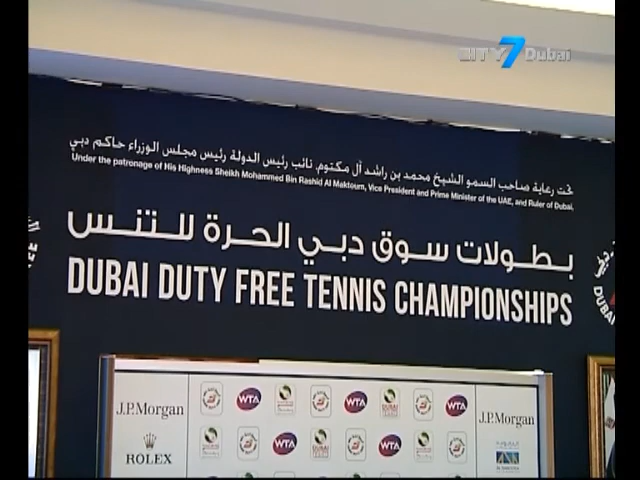 CITY7 Dubai
تحت رعاية صاحب السمو الشيخ محمد بن راشد آل مكتوم، نائب رئيس الدولة رئيس مجلس الوزراء حاكم دبي
Under the patronage of His Highness Sheikh Mohammed Bin Rashid Al Maktoum, Vice President and Prime Minister of the UAE, and Ruler of Dubai.
بطولات سوق دبي الحرة للتنس
DUBAI DUTY FREE TENNIS CHAMPIONSHIPS
J.P.Morgan WTA WTA WTA J.P.Morgan
ROLEX WTA WTA